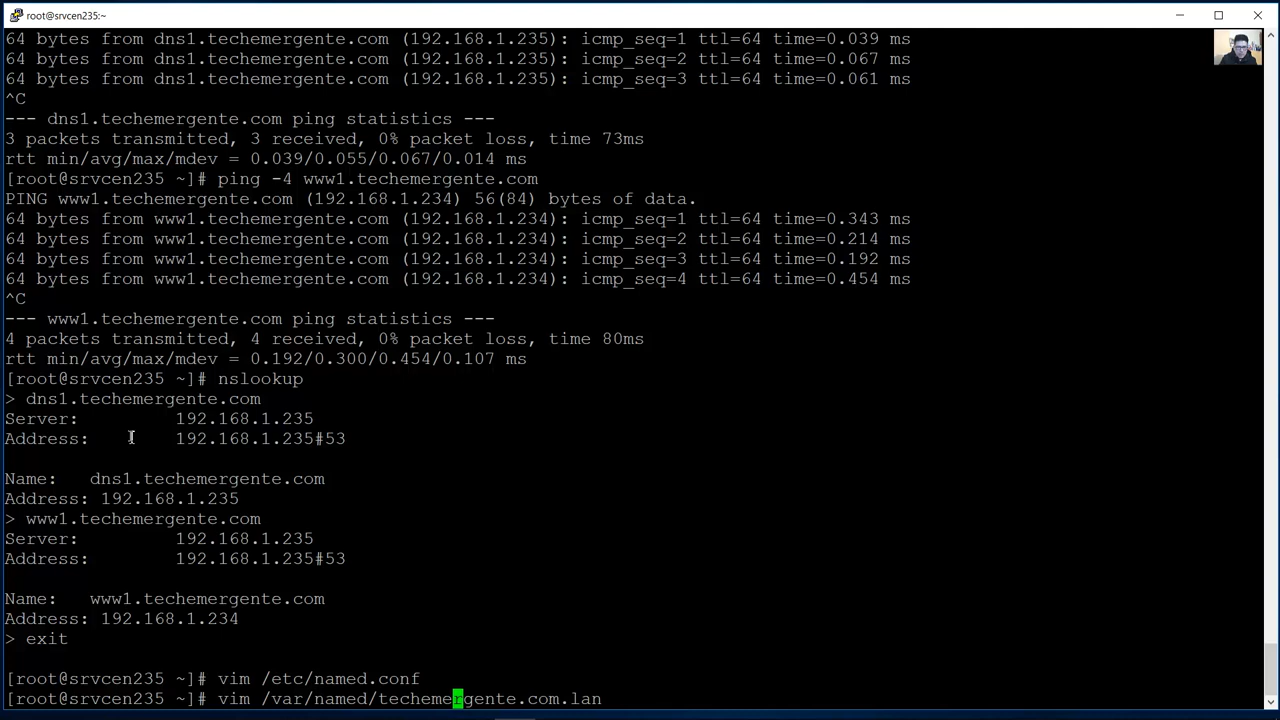 root@srvcen235:~
64 bytes from dns1.techemergente.com (192.168.1.235): icmp_seq=1 ttl=64 time=0.039 ms
64 bytes from dns1.techemergente.com (192.168.1.235): icmp_seq=2 ttl=64 time=0.067 ms
64 bytes from dns1.techemergente.com (192.168.1.235): icmp_seq=3 ttl=64 time=0.061 ms
^C
--- dns1.techemergente.com ping statistics ---
3 packets transmitted, 3 received, 0% packet loss, time 73ms
rtt min/avg/max/mdev = 0.039/0.055/0.067/0.014 ms
[root@srvcen235 ~]# ping -4 www1.techemergente.com
PING www1.techemergente.com (192.168.1.234) 56(84) bytes of data.
64 bytes from www1.techemergente.com (192.168.1.234): icmp_seq=1 ttl=64 time=0.343 ms
64 bytes from www1.techemergente.com (192.168.1.234): icmp_seq=2 ttl=64 time=0.214 ms
64 bytes from www1.techemergente.com (192.168.1.234): icmp_seq=3 ttl=64 time=0.192 ms
64 bytes from www1.techemergente.com (192.168.1.234): icmp_seq=4 ttl=64 time=0.454 ms
^C
--- www1.techemergente.com ping statistics ---
4 packets transmitted, 4 received, 0% packet loss, time 80ms
rtt min/avg/max/mdev = 0.192/0.300/0.454/0.107 ms
[root@srvcen235 ~]# nslookup
> dns1.techemergente.com
Server: 192.168.1.235
Address: 192.168.1.235#53
Name: dns1.techemergente.com
Address: 192.168.1.235
> www1.techemergente.com
Server: 192.168.1.235
Address: 192.168.1.235#53
Name: www1.techemergente.com
Address: 192.168.1.234
> exit
[root@srvcen235 ~]# vim /etc/named.conf
[root@srvcen235 ~]# vim /var/named/techemergente.com.lan